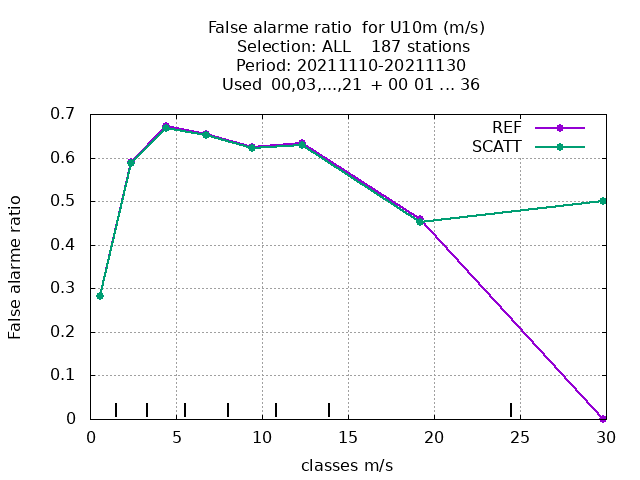 False alarme ratio for U10m (m/s)
Selection: ALL 187 stations
Period: 20211110-20211130
Used 00,03,...,21 + 00 01 ... 36
REF
SCATT
False alarme ratio
0.7
0.6
0.5
0.4
0.3
0.2
0.1
0
0 5 10 15 20 25 30
classes m/s